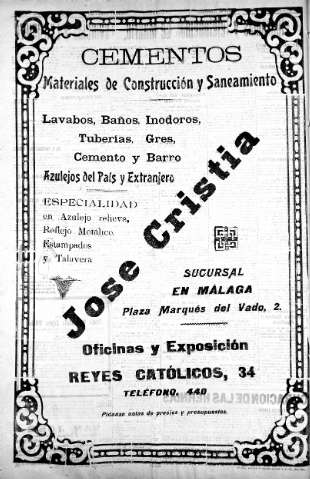 CEMENTOS
Materiales de Construcción y Saneamiento
Lavabos, Baños, Inodoros,
Tuberías, Gres,
Cemento y Barro
Azulejos del País y Extranjero
Jose Cristia
ESPECIALIDAD
en Azulejo relieve,
Reflejo Metálico,
Estampados
y Talavera
SUCURSAL
EN MÁLAGA
Plaza Marqués del Vado, 2.
Oficinas y Exposición
REYES CATÓLICOS, 34
TELÉFONO, 440
Pídanse notas de precios y presupuestos.